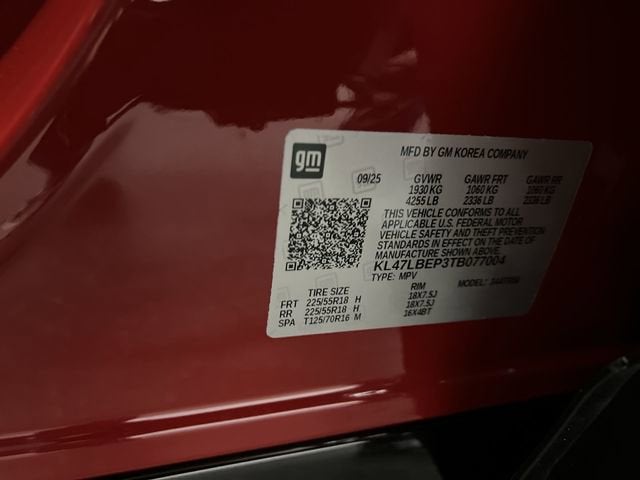 gm
MFD BY GM KOREA COMPANY
09/25 GVWR GAWR FRT GAWR RR
1930 KG 1060 KG 1060 KG
4255 LB 2336 LB 2336 LB
THIS VEHICLE CONFORMS TO ALL
APPLICABLE U.S. FEDERAL MOTOR
VEHICLE SAFETY AND THEFT PREVENTION
STANDARDS IN EFFECT ON THE DATE OF
MANUFACTURE SHOWN ABOVE.
KL47LBEP3TB077004
TYPE: MPV MODEL:
TIRE SIZE RIM
FRT 225/55R18 H 18X7.5J
RR 225/55R18 H 18X7.5J
SPA T125/70R16 M 16X4BT